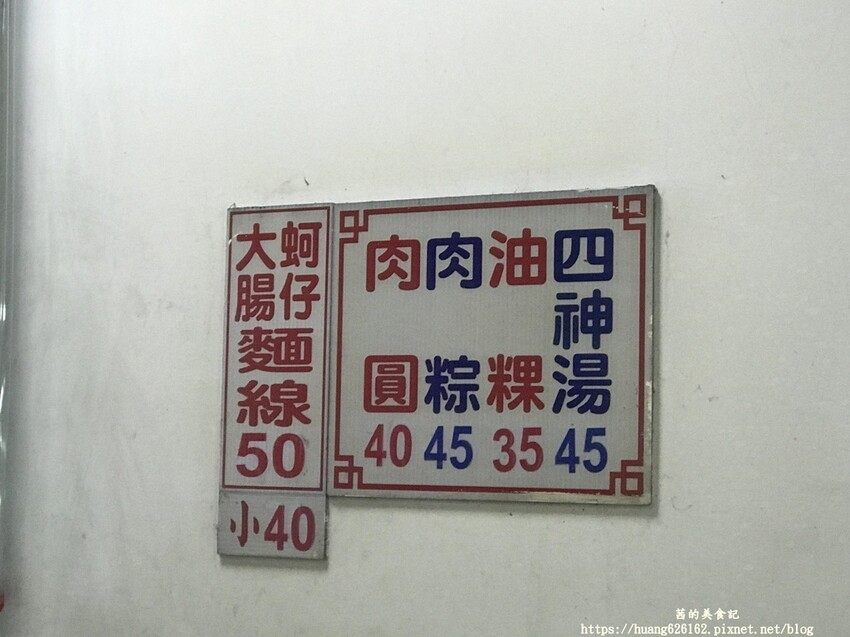 四神湯 45
油粿 35
肉粽 45
肉圓 40
蚵仔
大腸
麵線
50
小40
茜的美食記
https://huang626162.pixnet.net/blog